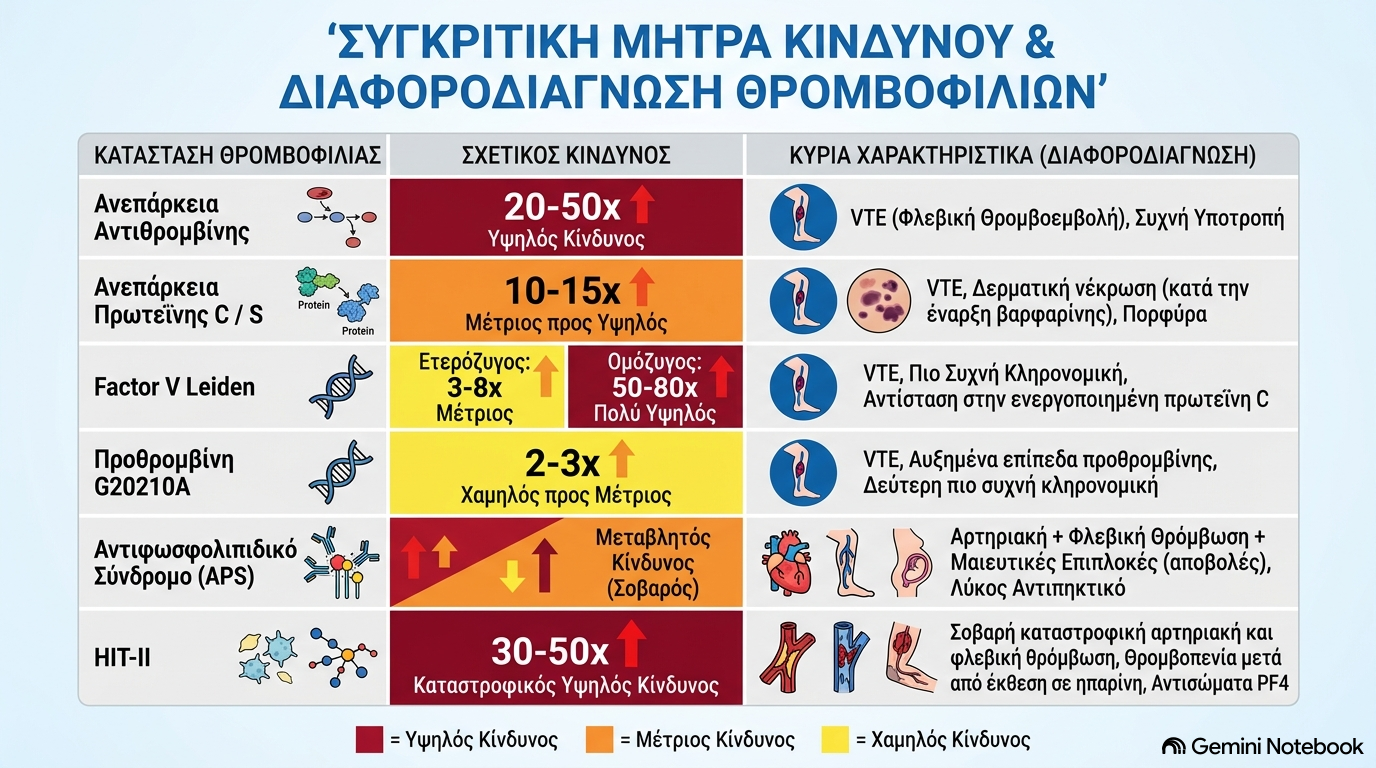 ‘ΣΥΓΚΡΙΤΙΚΗ ΜΗΤΡΑ ΚΙΝΔΥΝΟΥ &
ΔΙΑΦΟΡΟΔΙΑΓΝΩΣΗ ΘΡΟΜΒΟΦΙΛΙΩΝ’
ΚΑΤΑΣΤΑΣΗ ΘΡΟΜΒΟΦΙΛΙΑΣ
ΣΧΕΤΙΚΟΣ ΚΙΝΔΥΝΟΣ
ΚΥΡΙΑ ΧΑΡΑΚΤΗΡΙΣΤΙΚΑ (ΔΙΑΦΟΡΟΔΙΑΓΝΩΣΗ)
Ανεπάρκεια
Αντιθρομβίνης
20-50x
Υψηλός Κίνδυνος
VTE (Φλεβική Θρομβοεμβολή), Συχνή Υποτροπή
Ανεπάρκεια
Πρωτεΐνης C / S
Protein
Protein
10-15x
Μέτριος προς Υψηλός
VTE, Δερματική νέκρωση (κατά την
έναρξη βαρφαρίνης), Πορφύρα
Factor V Leiden
Ετερόζυγος:
3-8x
Μέτριος
Ομόζυγος:
50-80x
Πολύ Υψηλός
VTE, Πιο Συχνή Κληρονομική,
Αντίσταση στην ενεργοποιημένη πρωτεΐνη C
Προθρομβίνη
G20210A
2-3x
Χαμηλός προς Μέτριος
VTE, Αυξημένα επίπεδα προθρομβίνης,
Δεύτερη πιο συχνή κληρονομική
Αντιφωσφολιπιδικό
Σύνδρομο (APS)
Μεταβλητός
Κίνδυνος
(Σοβαρός)
Αρτηριακή + Φλεβική Θρόμβωση +
Μαιευτικές Επιπλοκές (αποβολές),
Λύκος Αντιπηκτικό
HIT-II
30-50x
Καταστροφικός Υψηλός Κίνδυνος
Σοβαρή καταστροφική αρτηριακή και
φλεβική θρόμβωση, Θρομβοπενία μετά
από έκθεση σε ηπαρίνη, Αντισώματα PF4
= Υψηλός Κίνδυνος
= Μέτριος Κίνδυνος
= Χαμηλός Κίνδυνος
Gemini Notebook